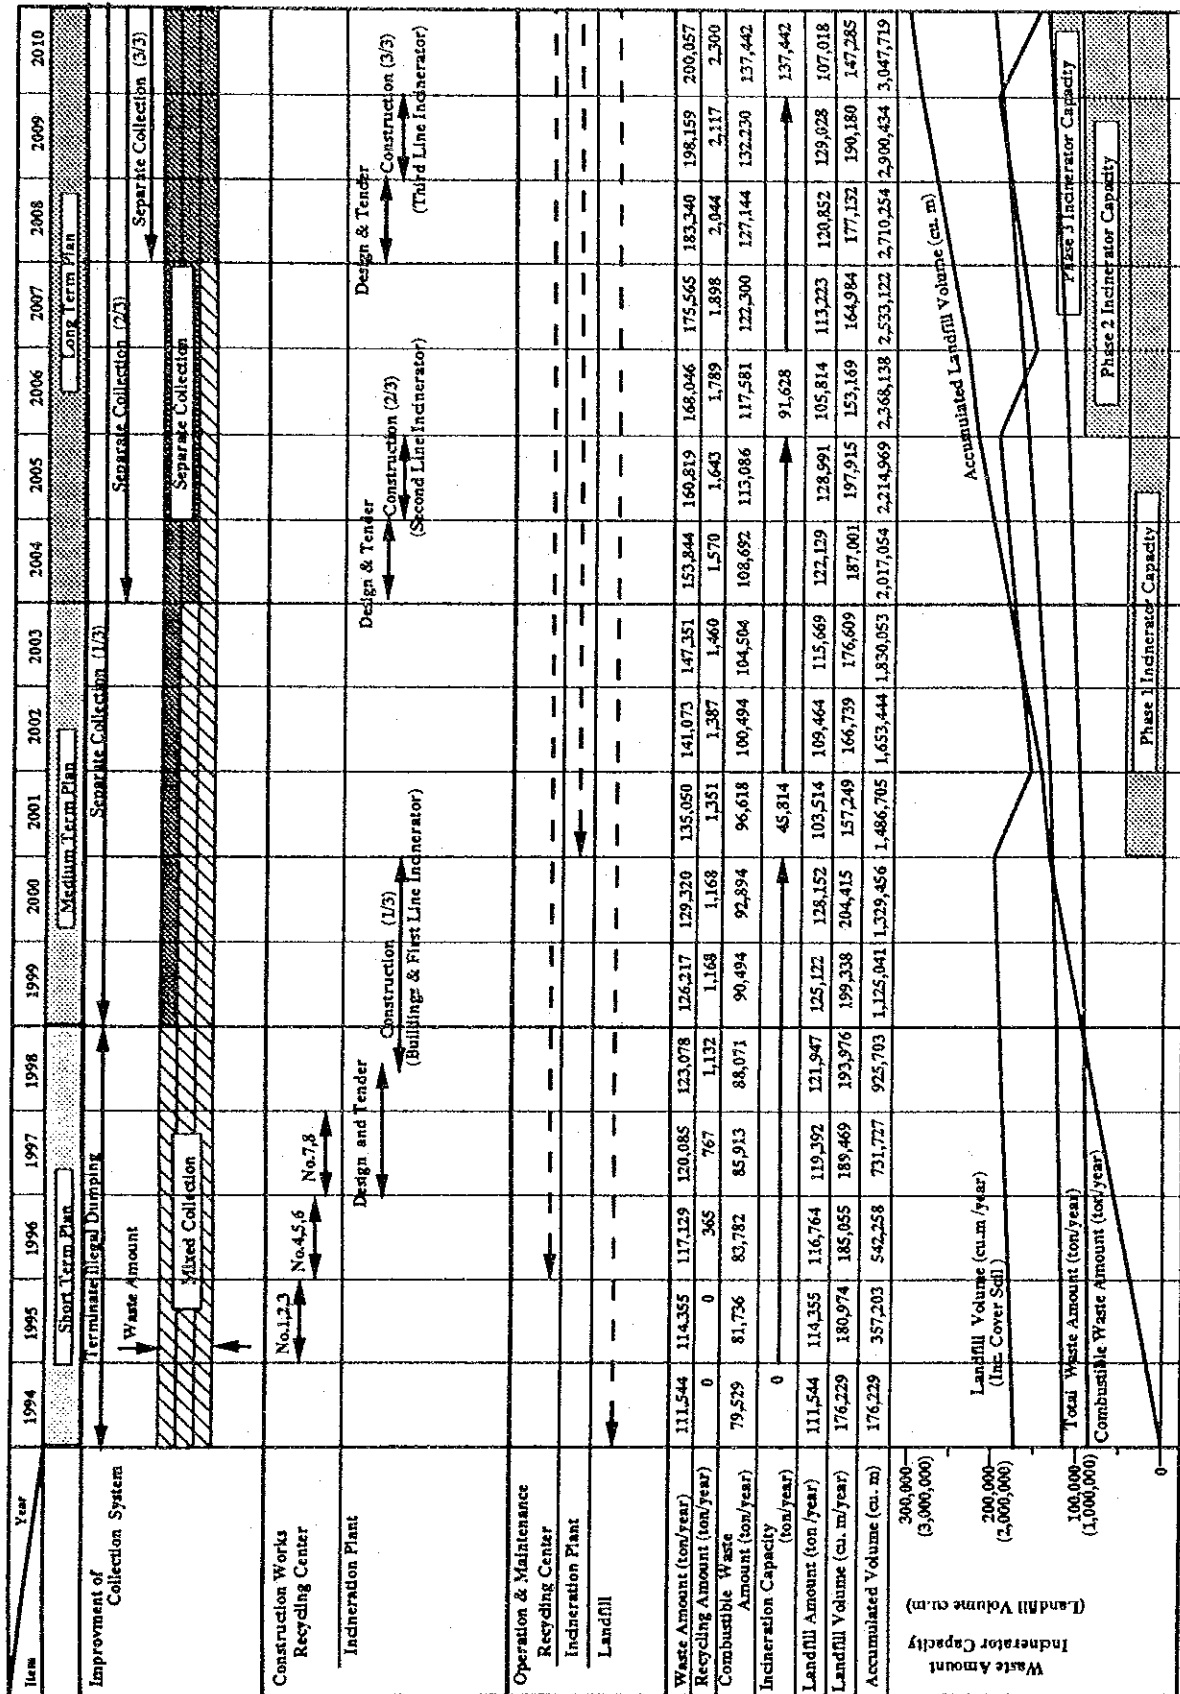 Item Year 1994 1995 1996 1997 1998 1999 2000 2001 2002 2003 2004 2005 2006 2007 2008 2009 2010
Short Term Plan Medium Term Plan Long Term Plan
Improvment of
Collection System
Terminate Illegal Dumping
Separate Collection (1/3)
Separate Collection (2/3)
Separate Collection (3/3)
Waste Amount
Mixed Collection
Separate Collection
Construction Works
Recycling Center
No.1,2,3
No.4,5,6
No.7,8
Incineration Plant
Design and Tender
Construction (1/3)
(Buildings & First Line Incinerator)
Design & Tender
Construction (2/3)
(Second Line Incinerator)
Design & Tender
Construction (3/3)
(Third Line Incinerator)
Operation & Maintenance
Recycling Center
Incineration Plant
Landfill
Waste Amount (ton/year) 111,544 114,355 117,129 120,085 123,078 126,217 129,320 135,050 141,073 147,351 153,844 160,819 168,046 175,565 183,340 198,159 200,057
Recycling Amount (ton/year) 0 0 365 767 1,132 1,168 1,168 1,351 1,387 1,460 1,570 1,643 1,789 1,898 2,044 2,117 2,300
Combustible Waste
Amount (ton/year) 79,529 81,736 83,782 85,913 88,071 90,494 92,894 96,618 100,494 104,504 108,692 113,086 117,581 122,300 127,144 132,230 137,442
Incineration Capacity
(ton/year) 0 45,814 91,628 137,442
Landfill Amount (ton/year) 111,544 114,355 116,764 119,392 121,947 125,122 128,152 103,514 109,464 115,669 122,129 128,991 105,814 113,223 120,852 129,028 107,018
Landfill Volume (cu. m/year) 176,229 180,974 185,055 189,469 193,976 199,338 204,415 157,249 166,739 176,609 187,001 197,915 153,169 164,984 177,132 190,180 147,285
Accumulated Volume (cu. m) 176,229 357,203 542,258 731,727 925,703 1,125,041 1,329,456 1,486,705 1,653,444 1,830,053 2,017,054 2,214,969 2,368,138 2,533,122 2,710,254 2,900,434 3,047,719
Waste Amount
Incinerator Capacity
(Landfill Volume cu.m)
300,000
(3,000,000)
200,000
(2,000,000)
100,000
(1,000,000)
0
Landfill Volume (cu.m /year)
(Inc. Cover Soil)
Total Waste Amount (ton/year)
Combustible Waste Amount (ton/year)
Accumulated Landfill Volume (cu. m)
Phase 1 Incinerator Capacity
Phase 2 Incinerator Capacity
Phase 3 Incinerator Capacity